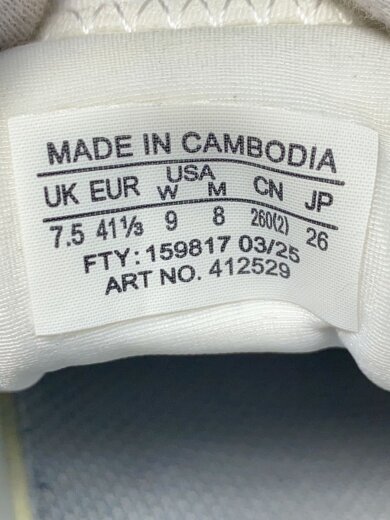 MADE IN CAMBODIA
UK EUR USA W M CN JP
7.5 41⅓ 9 8 260(2) 26
FTY: 159817 03/25
ART NO. 412529